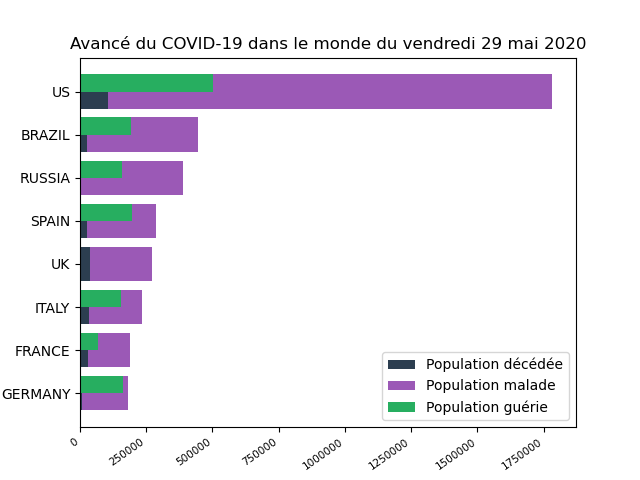 Avancé du COVID-19 dans le monde du vendredi 29 mai 2020
US
BRAZIL
RUSSIA
SPAIN
UK
ITALY
FRANCE
GERMANY
Population décédée
Population malade
Population guérie
0 250000 500000 750000 1000000 1250000 1500000 1750000